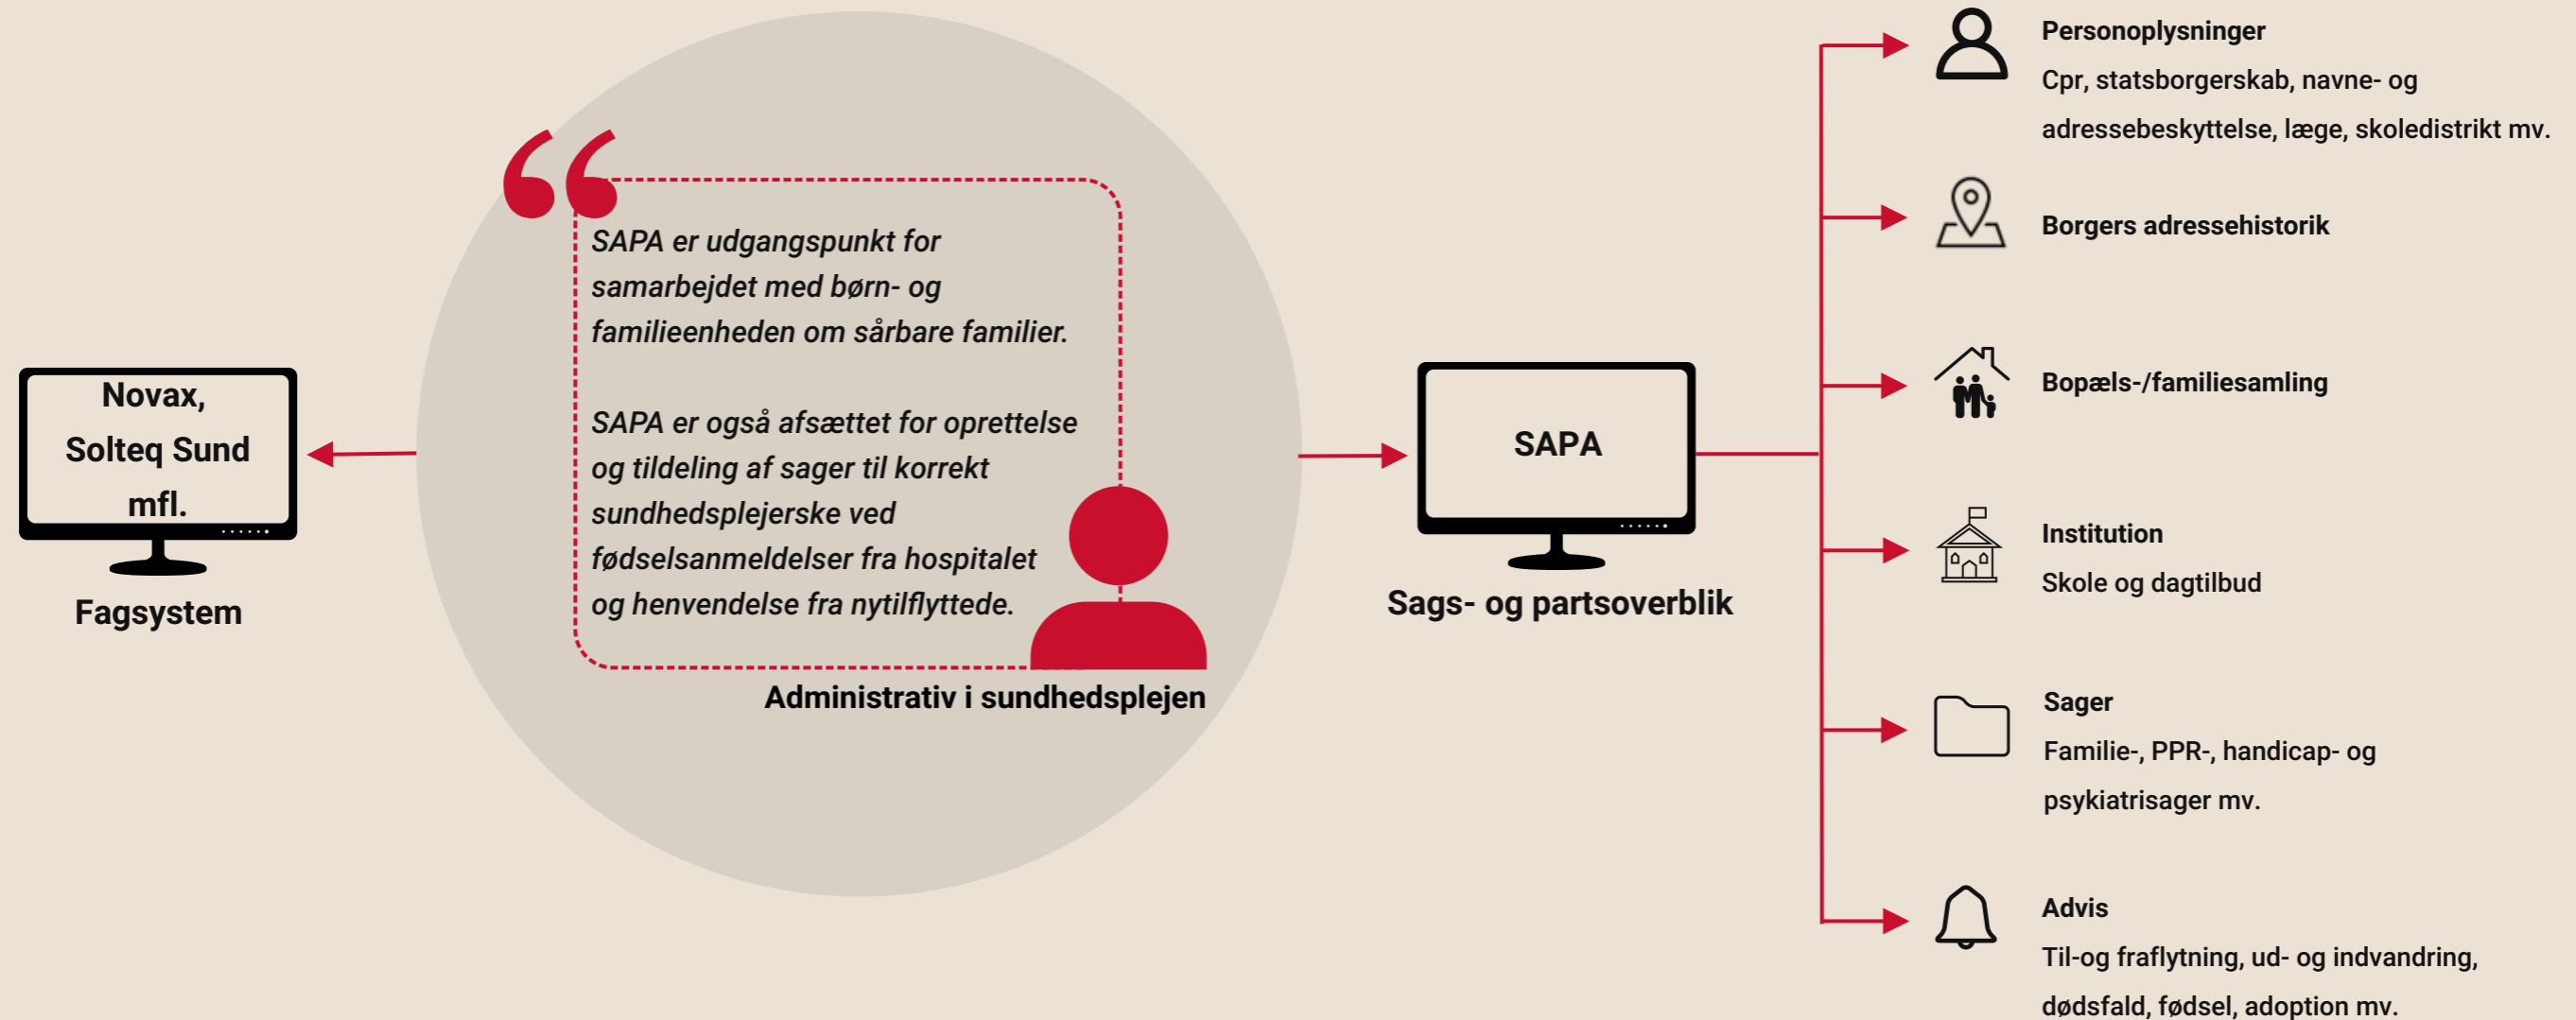 Novax,
Solteq Sund
mfl.
Fagsystem
SAPA er udgangspunkt for
samarbejdet med børn- og
familieenheden om sårbare familier.
SAPA er også afsættet for oprettelse
og tildeling af sager til korrekt
sundhedsplejerske ved
fødselsanmeldelser fra hospitalet
og henvendelse fra nytilflyttede.
Administrativ i sundhedsplejen
SAPA
Sags- og partsoverblik
Personoplysninger
Cpr, statsborgerskab, navne- og
adressebeskyttelse, læge, skoledistrikt mv.
Borgers adressehistorik
Bopæls-/familiesamling
Institution
Skole og dagtilbud
Sager
Familie-, PPR-, handicap- og
psykiatrisager mv.
Advis
Til-og fraflytning, ud- og indvandring,
dødsfald, fødsel, adoption mv.